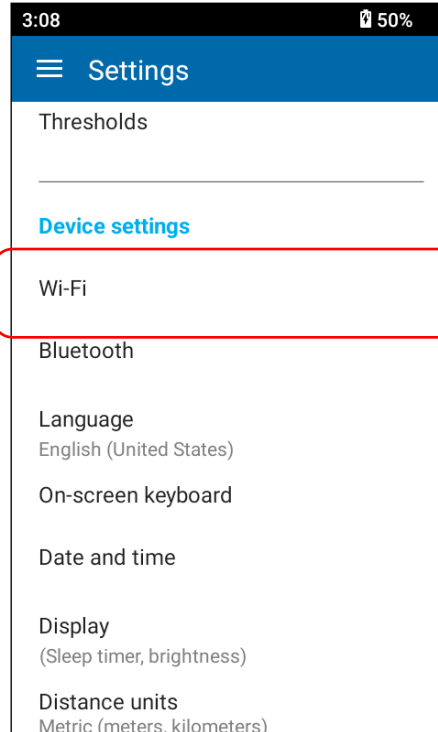 3:08 50%
Settings
Thresholds
Device settings
Wi-Fi
Bluetooth
Language
English (United States)
On-screen keyboard
Date and time
Display
(Sleep timer, brightness)
Distance units
Metric (meters, kilometers)